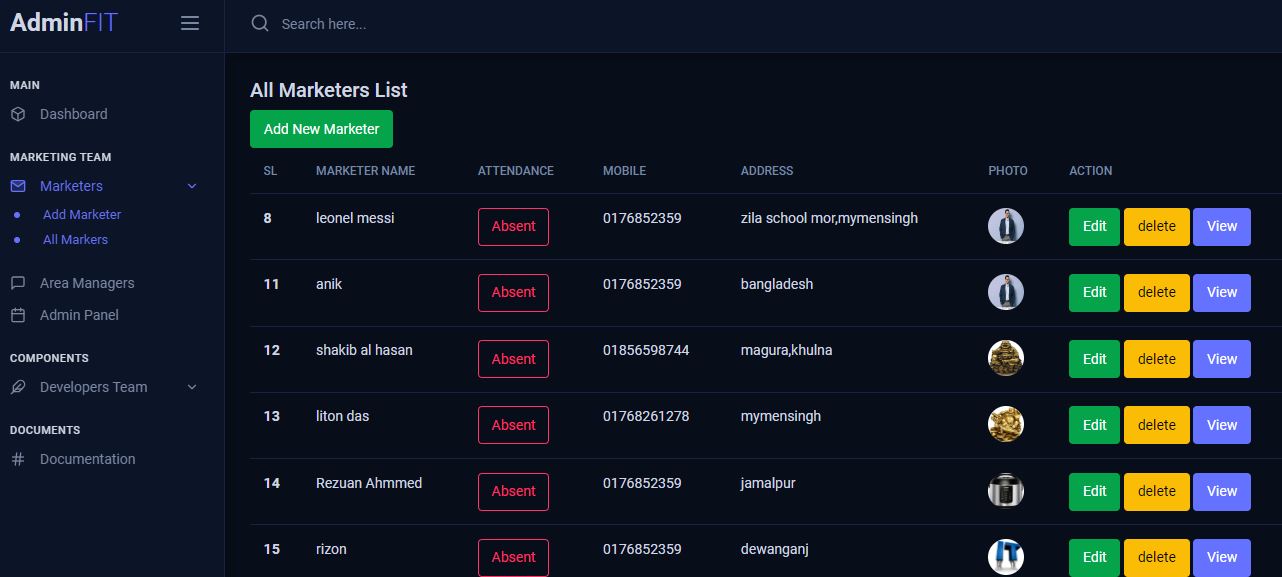 AdminFIT
Search here...
MAIN
Dashboard
MARKETING TEAM
Marketers
Add Marketer
All Markers
Area Managers
Admin Panel
COMPONENTS
Developers Team
DOCUMENTS
Documentation
All Marketers List
Add New Marketer
SL MARKETER NAME ATTENDANCE MOBILE ADDRESS PHOTO ACTION
8 leonel messi Absent 0176852359 zila school mor,mymensingh Edit delete View
11 anik Absent 0176852359 bangladesh Edit delete View
12 shakib al hasan Absent 01856598744 magura,khulna Edit delete View
13 liton das Absent 01768261278 mymensingh Edit delete View
14 Rezuan Ahmmed Absent 0176852359 jamalpur Edit delete View
15 rizon Absent 0176852359 dewanganj IT Edit delete View